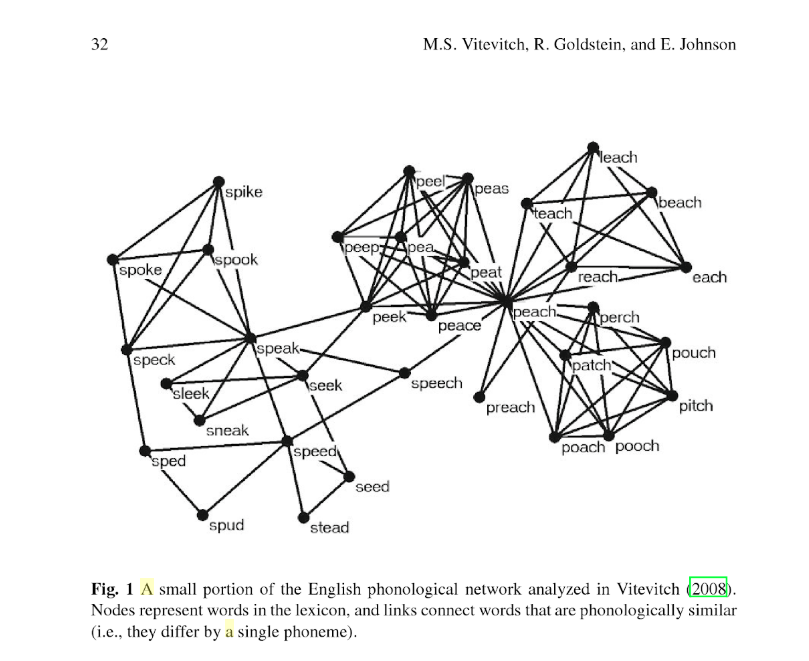 32
M.S. Vitevitch, R. Goldstein, and E. Johnson
leach
spike
peel
peas
beach
teach
spook
peep
pea
spoke
peat
reach
each
peek
peace
peach
perch
speak
speck
pouch
patch
sleek
seek
speech
preach
pitch
sneak
poach
pooch
speed
sped
seed
spud
stead
Fig. 1 A small portion of the English phonological network analyzed in Vitevitch (2008).
Nodes represent words in the lexicon, and links connect words that are phonologically similar
(i.e., they differ by a single phoneme).